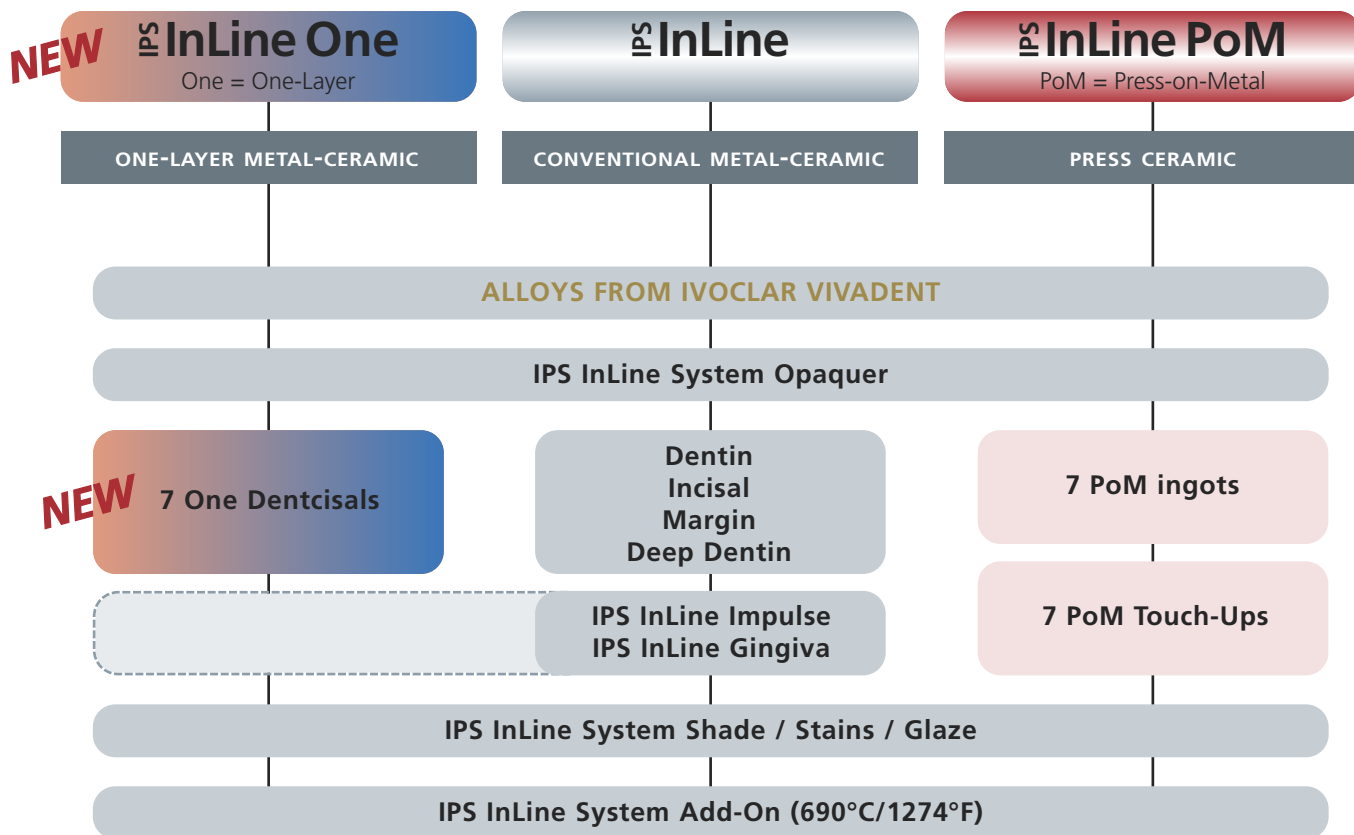 NEW
IPS InLine One
One = One-Layer
IPS InLine
IPS InLine PoM
PoM = Press-on-Metal
ONE-LAYER METAL-CERAMIC
CONVENTIONAL METAL-CERAMIC
PRESS CERAMIC
ALLOYS FROM IVOCLAR VIVADENT
IPS InLine System Opaquer
NEW
7 One Dentcisals
Dentin
Incisal
Margin
Deep Dentin
7 PoM ingots
IPS InLine Impulse
IPS InLine Gingiva
7 PoM Touch-Ups
IPS InLine System Shade / Stains / Glaze
IPS InLine System Add-On (690°C/1274°F)